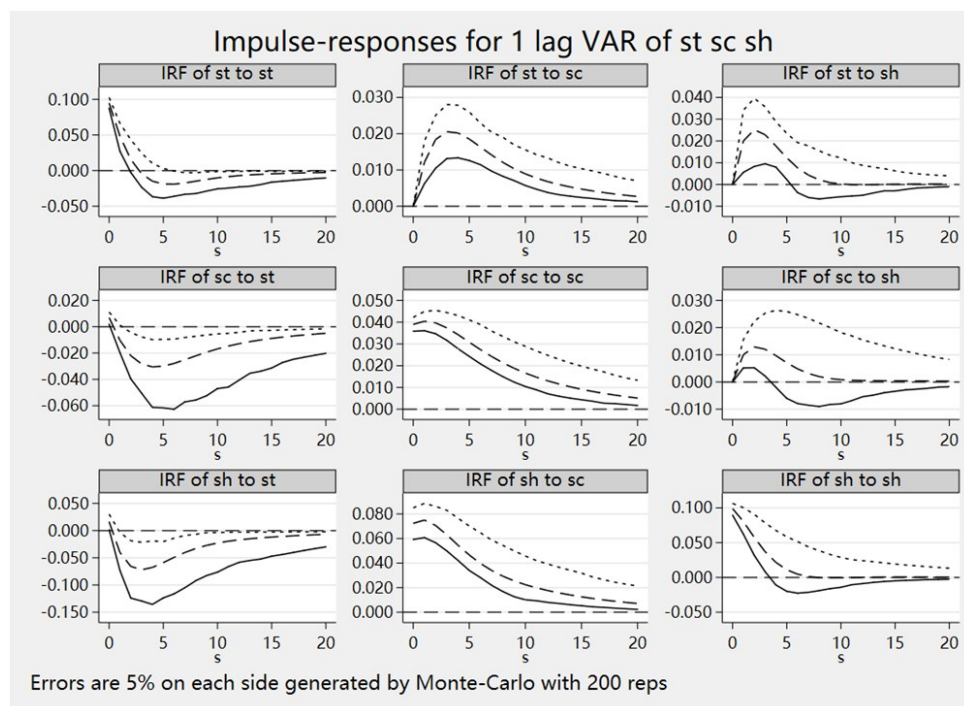 Impulse-responses for 1 lag VAR of st sc sh
IRF of st to st
0.100
0.050
0.000
-0.050
0 5 10 15 20
s
IRF of st to sc
0.030
0.020
0.010
0.000
0 5 10 15 20
s
IRF of st to sh
0.040
0.030
0.020
0.010
0.000
-0.010
0 5 10 15 20
s
IRF of sc to st
0.020
0.000
-0.020
-0.040
-0.060
0 5 10 15 20
s
IRF of sc to sc
0.050
0.040
0.030
0.020
0.010
0.000
0 5 10 15 20
s
IRF of sc to sh
0.030
0.020
0.010
0.000
-0.010
0 5 10 15 20
s
IRF of sh to st
0.050
0.000
-0.050
-0.100
-0.150
0 5 10 15 20
s
IRF of sh to sc
0.080
0.060
0.040
0.020
0.000
0 5 10 15 20
s
IRF of sh to sh
0.100
0.050
0.000
-0.050
0 5 10 15 20
s
Errors are 5% on each side generated by Monte-Carlo with 200 reps